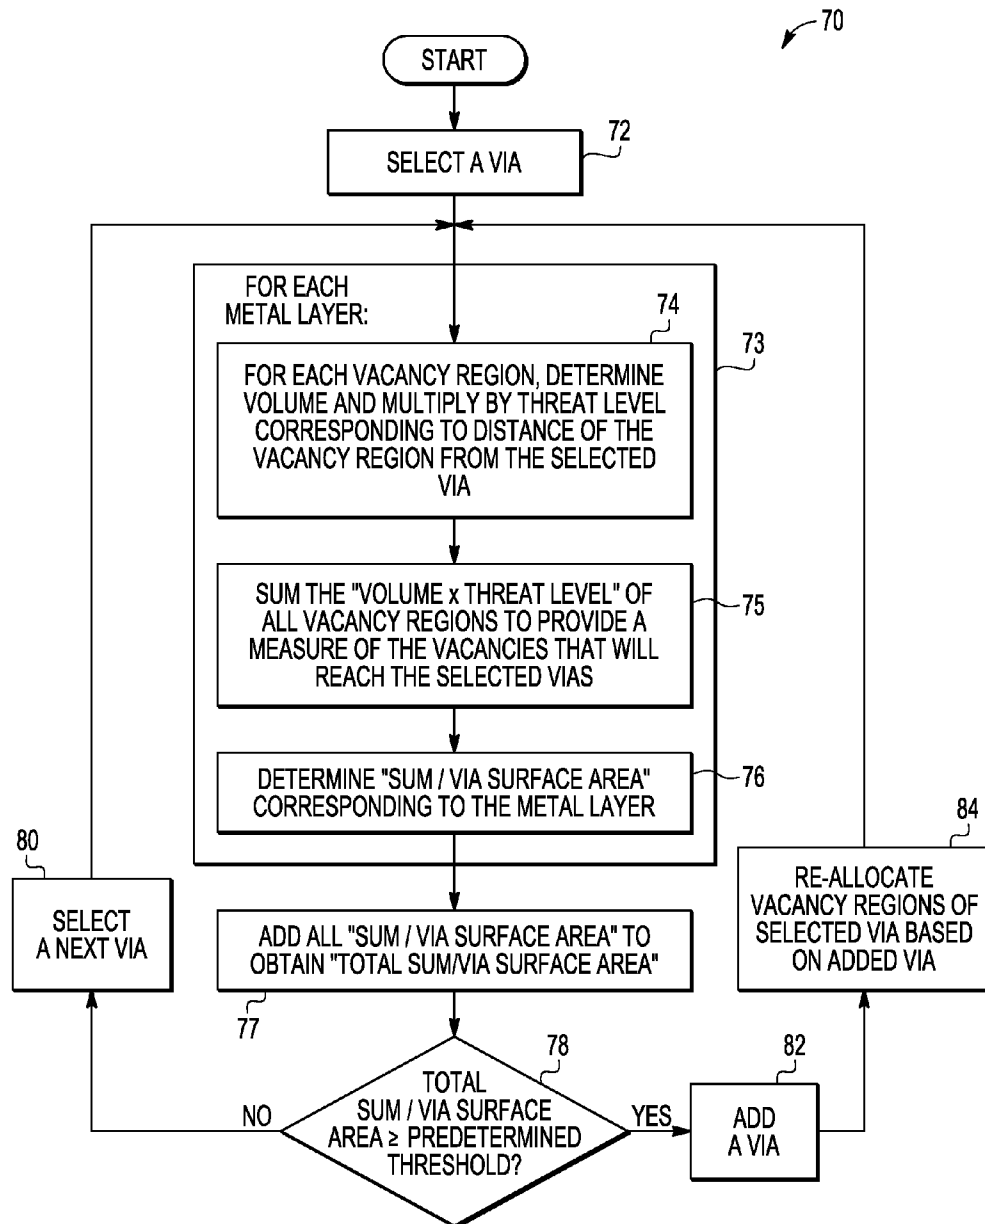 70
START
72
SELECT A VIA
FOR EACH
METAL LAYER:
74
73
FOR EACH VACANCY REGION, DETERMINE
VOLUME AND MULTIPLY BY THREAT LEVEL
CORRESPONDING TO DISTANCE OF THE
VACANCY REGION FROM THE SELECTED
VIA
SUM THE "VOLUME x THREAT LEVEL" OF
ALL VACANCY REGIONS TO PROVIDE A
MEASURE OF THE VACANCIES THAT WILL
REACH THE SELECTED VIAS
75
DETERMINE "SUM / VIA SURFACE AREA"
CORRESPONDING TO THE METAL LAYER
76
80
SELECT
A NEXT VIA
84
RE-ALLOCATE
VACANCY REGIONS OF
SELECTED VIA BASED
ON ADDED VIA
ADD ALL "SUM / VIA SURFACE AREA" TO
OBTAIN "TOTAL SUM/VIA SURFACE AREA"
77
78
TOTAL
SUM / VIA SURFACE
AREA ≥ PREDETERMINED
THRESHOLD?
NO
YES
82
ADD
A VIA